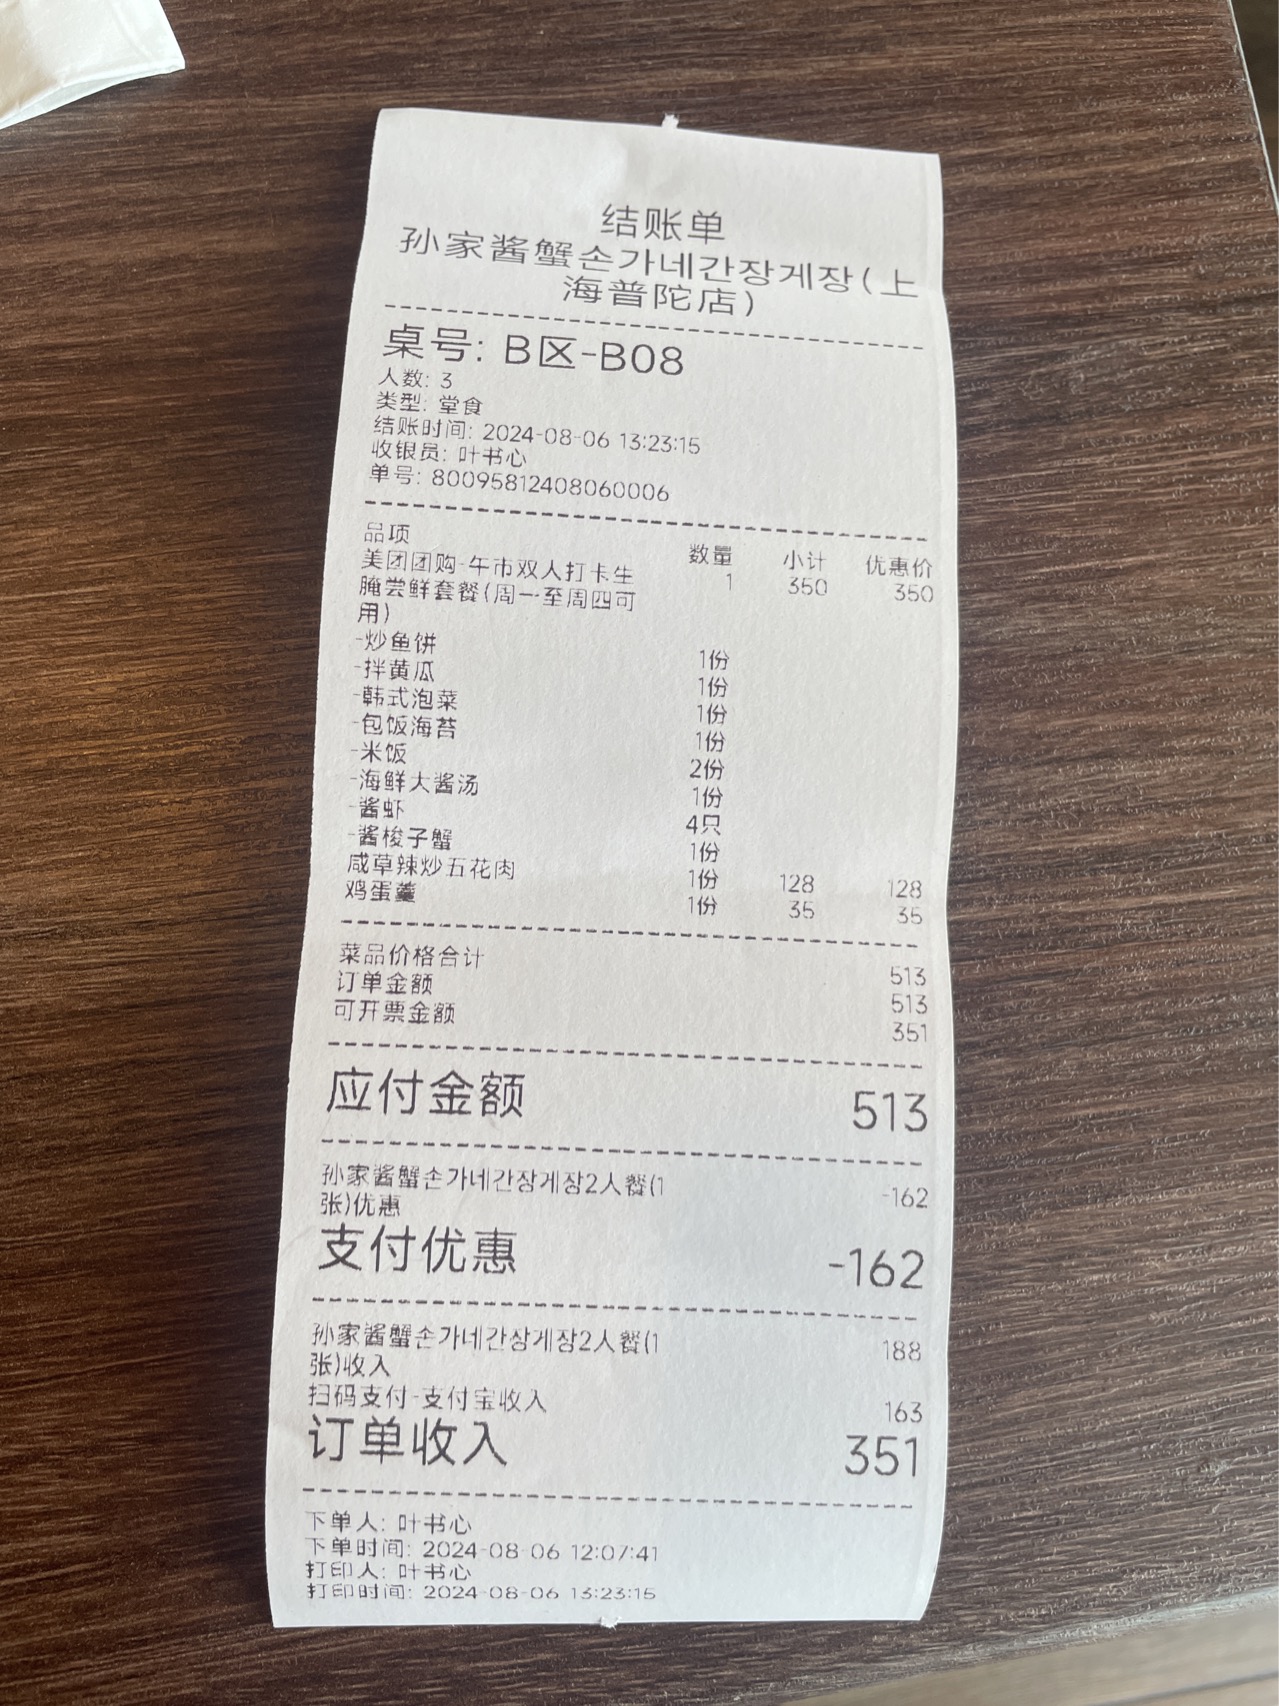 结账单
孙家酱蟹손가네간장게장(上
海普陀店)
桌号: B区-B08
人数: 3
类型: 堂食
结账时间: 2024-08-06 13:23:15
收银员: 叶书心
单号: 80095812408060006
品项 数量 小计 优惠价
美团团购-午市双人打卡生 1 350 350
腌尝鲜套餐(周一至周四可
用)
-炒鱼饼 1份
-拌黄瓜 1份
-韩式泡菜 1份
-包饭海苔 1份
-米饭 2份
-海鲜大酱汤 1份
-酱虾 4只
-酱梭子蟹 1份
咸草辣炒五花肉 1份 128 128
鸡蛋羹 1份 35 35
菜品价格合计 513
订单金额 513
可开票金额 351
应付金额 513
孙家酱蟹손가네간장게장2人餐(1 -162
张)优惠
支付优惠 -162
孙家酱蟹손가네간장게장2人餐(1 188
张)收入
扫码支付-支付宝收入 163
订单收入 351
下单人: 叶书心
下单时间: 2024-08-06 12:07:41
打印人: 叶书心
打印时间: 2024-08-06 13:23:15